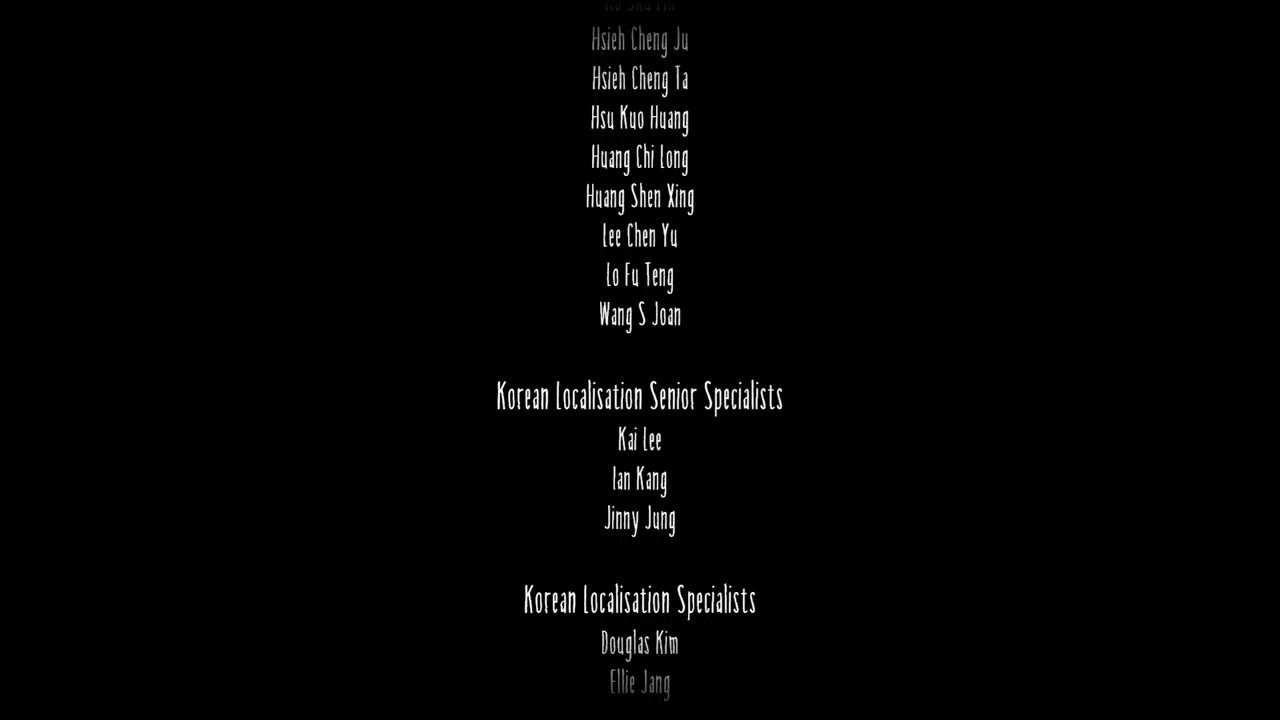 Hsieh Cheng Ju
Hsieh Cheng Ta
Hsu Kuo Huang
Huang Chi Long
Huang Shen Xing
Lee Chen Yu
Lo Fu Teng
Wang S Joan
Korean Localisation Senior Specialists
Kai Lee
Ian Kang
Jinny Jung
Korean Localisation Specialists
Douglas Kim
Ellie Jang